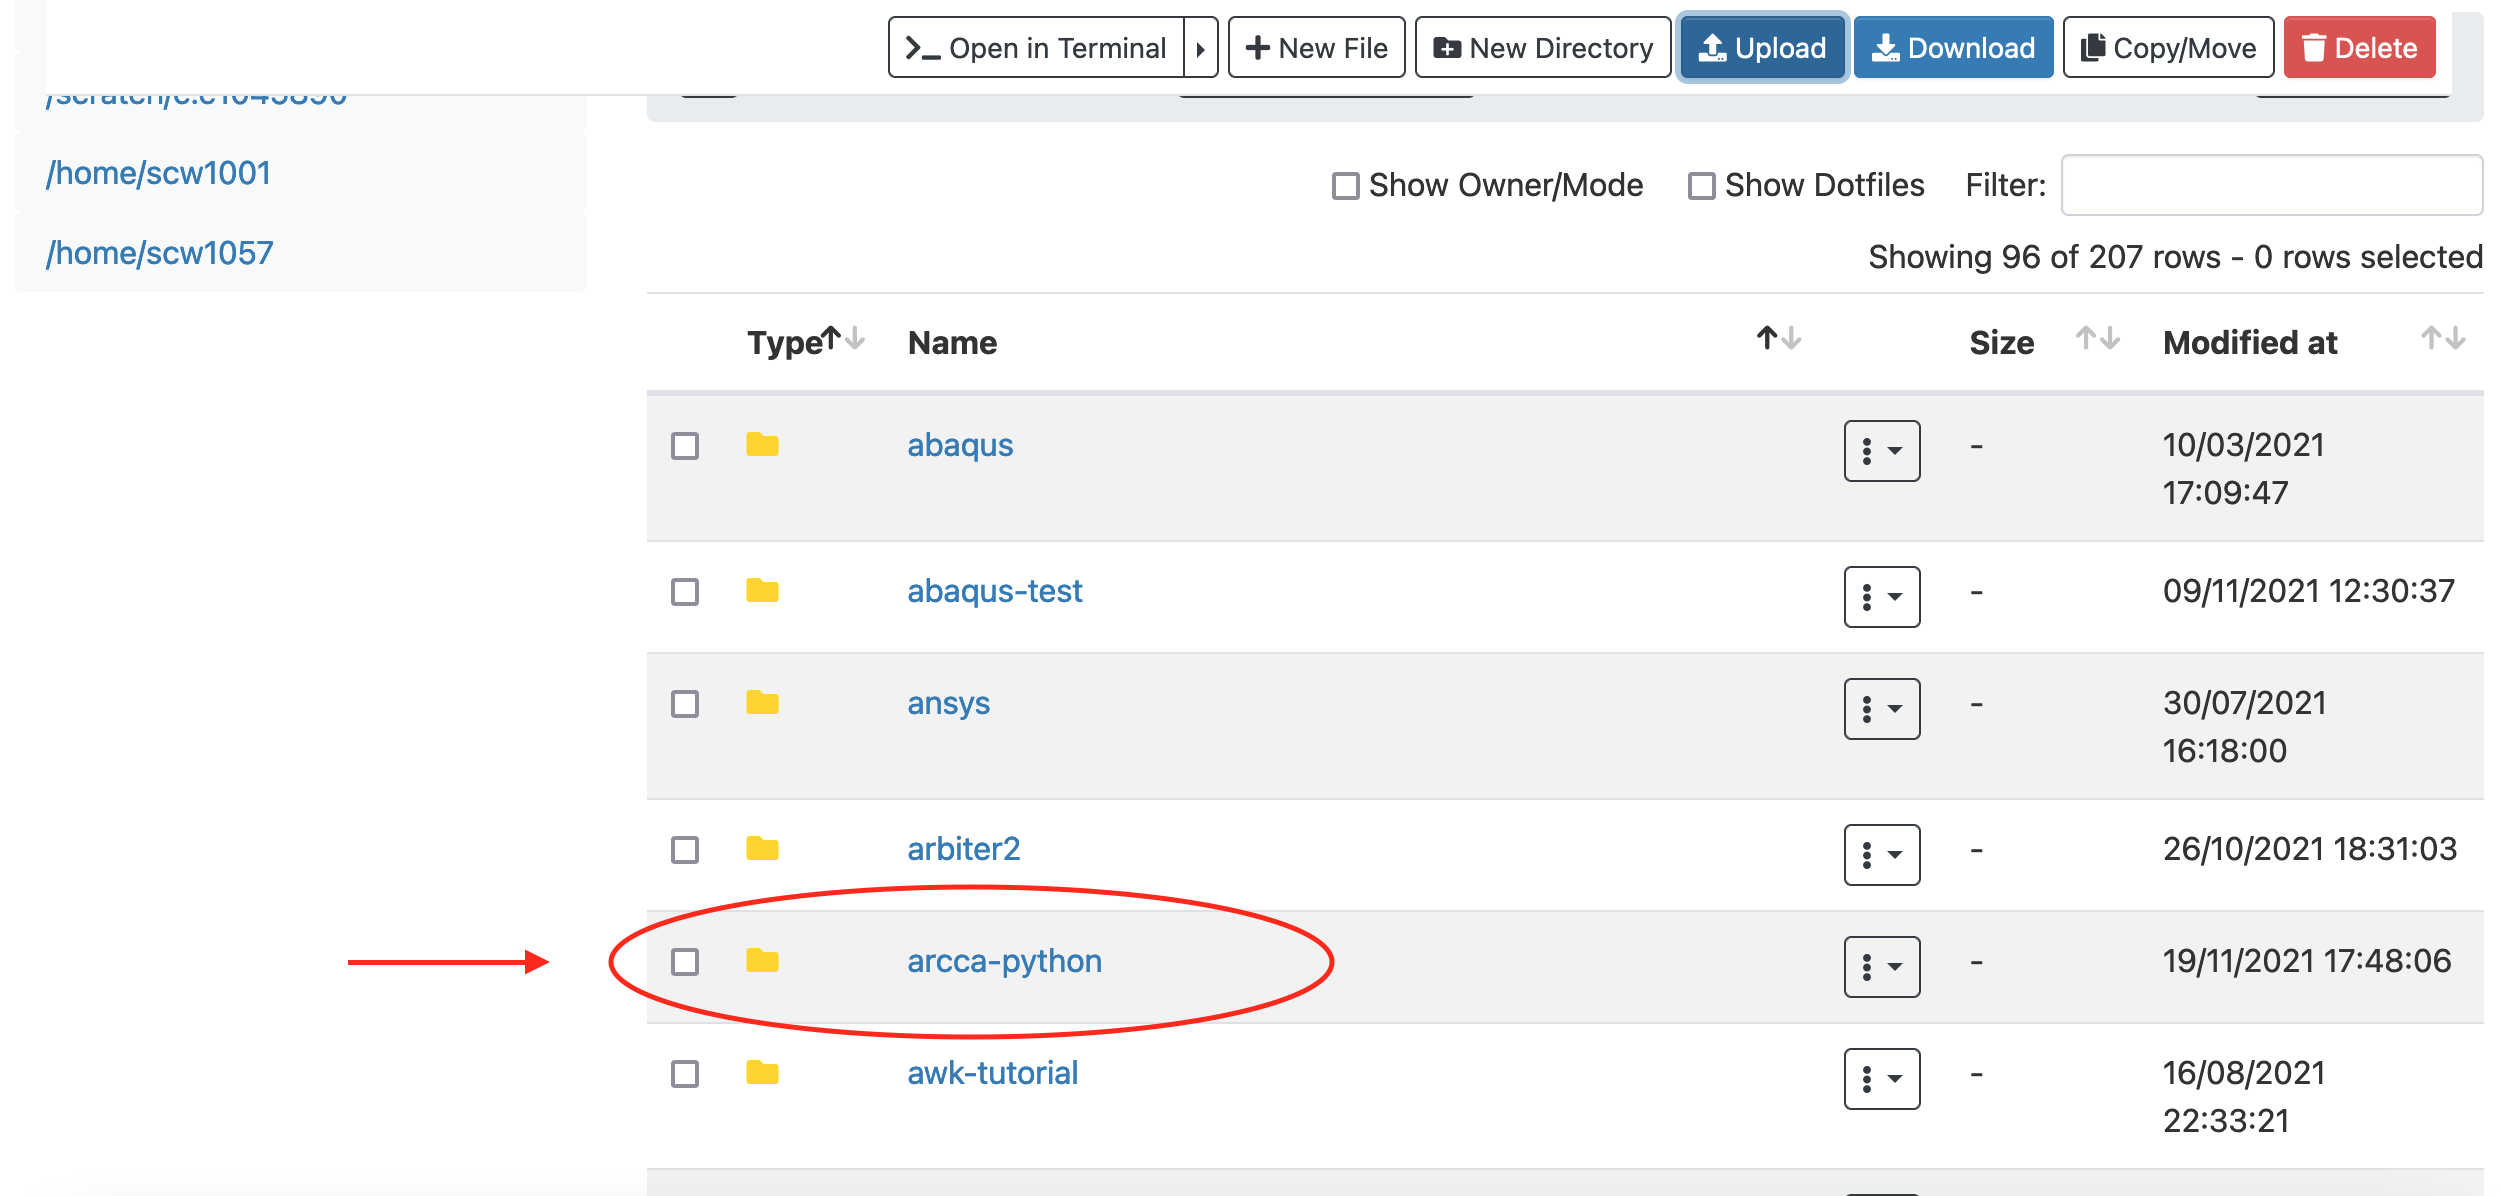 Open in Terminal New File New Directory Upload Download Copy/Move Delete
/home/scw1001
/home/scw1057
Show Owner/Mode Show Dotfiles Filter:
Showing 96 of 207 rows - 0 rows selected
Type Name Size Modified at
abaqus - 10/03/2021
17:09:47
abaqus-test - 09/11/2021 12:30:37
ansys - 30/07/2021
16:18:00
arbiter2 - 26/10/2021 18:31:03
arcca-python - 19/11/2021 17:48:06
awk-tutorial - 16/08/2021
22:33:21